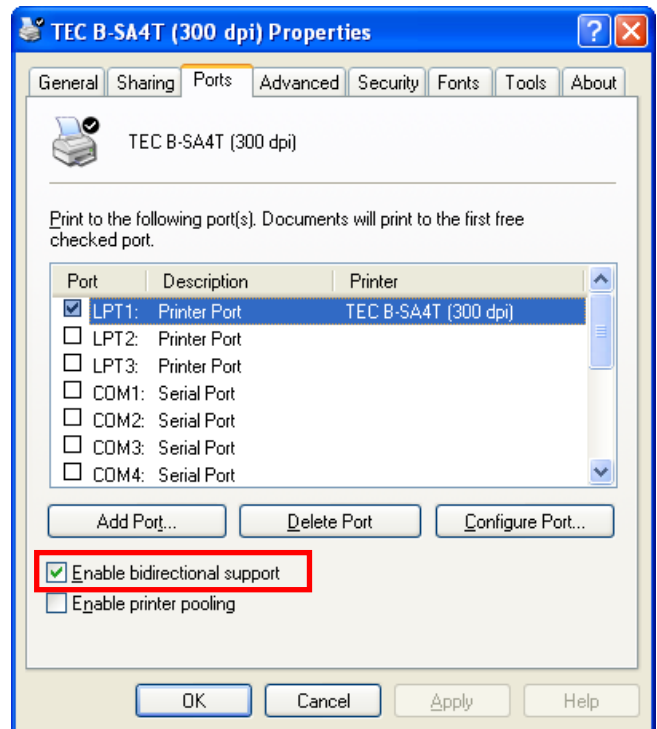 TEC B-SA4T (300 dpi) Properties
General Sharing Ports Advanced Security Fonts Tools About
TEC B-SA4T (300 dpi)
Print to the following port(s). Documents will print to the first free
checked port.
Port Description Printer
LPT1: Printer Port TEC B-SA4T (300 dpi)
LPT2: Printer Port
LPT3: Printer Port
COM1: Serial Port
COM2: Serial Port
COM3: Serial Port
COM4: Serial Port
Add Port... Delete Port Configure Port...
Enable bidirectional support
Enable printer pooling
OK Cancel Apply Help